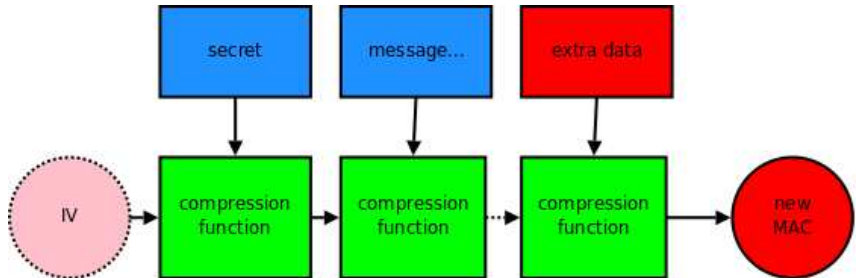 secret
message...
extra data
IV
compression
function
compression
function
compression
function
new
MAC